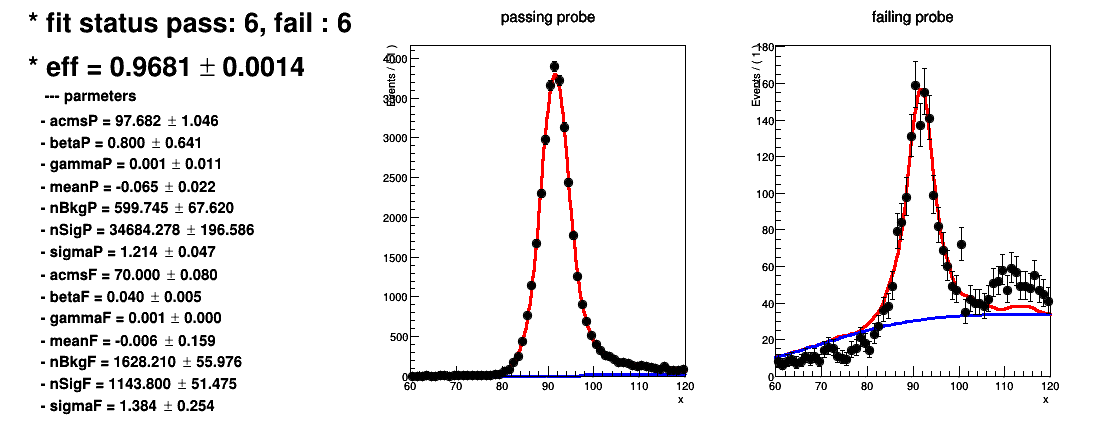 * fit status pass: 6, fail : 6
* eff = 0.9681 ± 0.0014
--- parmeters
- acmsP = 97.682 ± 1.046
- betaP = 0.800 ± 0.641
- gammaP = 0.001 ± 0.011
- meanP = -0.065 ± 0.022
- nBkgP = 599.745 ± 67.620
- nSigP = 34684.278 ± 196.586
- sigmaP = 1.214 ± 0.047
- acmsF = 70.000 ± 0.080
- betaF = 0.040 ± 0.005
- gammaF = 0.001 ± 0.000
- meanF = -0.006 ± 0.159
- nBkgF = 1628.210 ± 55.976
- nSigF = 1143.800 ± 51.475
- sigmaF = 1.384 ± 0.254
passing probe
Events / ( 1 )
4000
3500
3000
2500
2000
1500
1000
500
0
60 70 80 90 100 110 120
x
failing probe
Events / ( 1 )
180
160
140
120
100
80
60
40
20
0
60 70 80 90 100 110 120
x